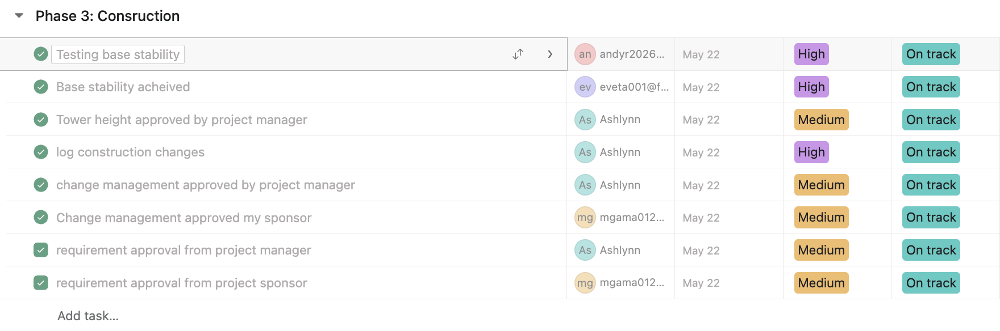 Phase 3: Consruction
Testing base stability an andyr2026... May 22 High On track
Base stability acheived ev eveta001@f... May 22 High On track
Tower height approved by project manager As Ashlynn May 22 Medium On track
log construction changes As Ashlynn May 22 High On track
change management approved by project manager As Ashlynn May 22 Medium On track
Change management approved my sponsor mg mgama012... May 22 Medium On track
requirement approval from project manager As Ashlynn May 22 Medium On track
requirement approval from project sponsor mg mgama012... May 22 Medium On track
Add task...